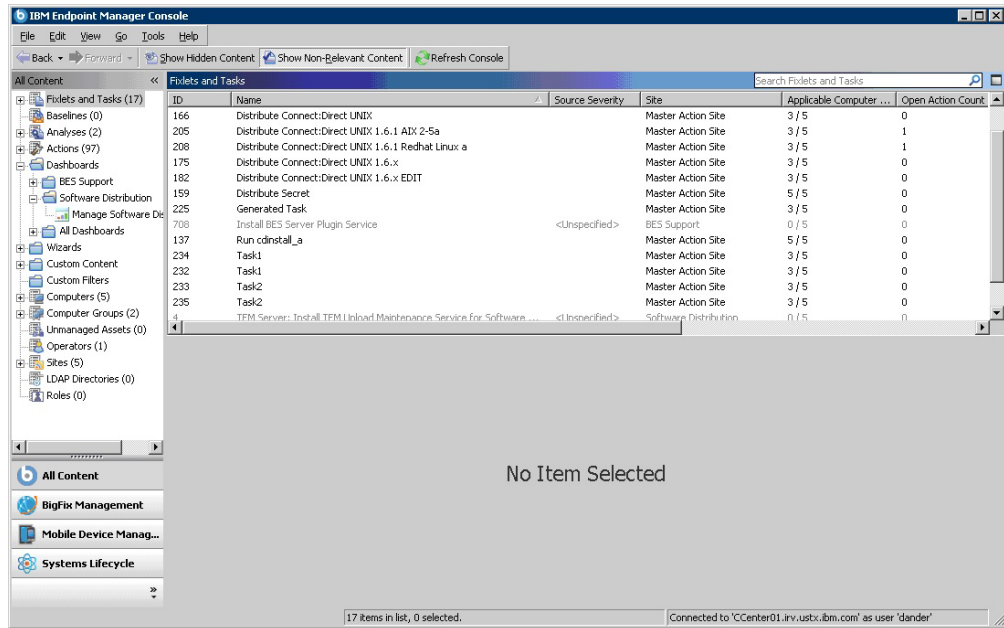 IBM Endpoint Manager Console
File Edit View Go Tools Help
Back Forward Show Hidden Content Show Non-Relevant Content Refresh Console
All Content « Fixlets and Tasks Search Fixlets and Tasks
Fixlets and Tasks (17)
Baselines (0)
Analyses (2)
Actions (97)
Dashboards
BES Support
Software Distribution
Manage Software Dis
All Dashboards
Wizards
Custom Content
Custom Filters
Computers (5)
Computer Groups (2)
Unmanaged Assets (0)
Operators (1)
Sites (5)
LDAP Directories (0)
Roles (0)
All Content
BigFix Management
Mobile Device Manag...
Systems Lifecycle
»
ID Name Source Severity Site Applicable Computer ... Open Action Count
166 Distribute Connect:Direct UNIX Master Action Site 3 / 5 0
205 Distribute Connect:Direct UNIX 1.6.1 AIX 2-5a Master Action Site 3 / 5 1
208 Distribute Connect:Direct UNIX 1.6.1 Redhat Linux a Master Action Site 3 / 5 1
175 Distribute Connect:Direct UNIX 1.6.x Master Action Site 3 / 5 0
182 Distribute Connect:Direct UNIX 1.6.x EDIT Master Action Site 3 / 5 0
159 Distribute Secret Master Action Site 5 / 5 0
225 Generated Task Master Action Site 3 / 5 0
708 Install BES Server Plugin Service <Unspecified> BES Support 0 / 5 0
137 Run cdinstall_a Master Action Site 5 / 5 0
234 Task1 Master Action Site 3 / 5 0
232 Task1 Master Action Site 3 / 5 0
233 Task2 Master Action Site 3 / 5 0
235 Task2 Master Action Site 3 / 5 0
4 TEM Server: Install TEM Upload Maintenance Service for Software ... <Unspecified> Software Distribution 0 / 5 0
No Item Selected
17 items in list, 0 selected. Connected to 'CCenter01.irv.ustx.ibm.com' as user 'dander'